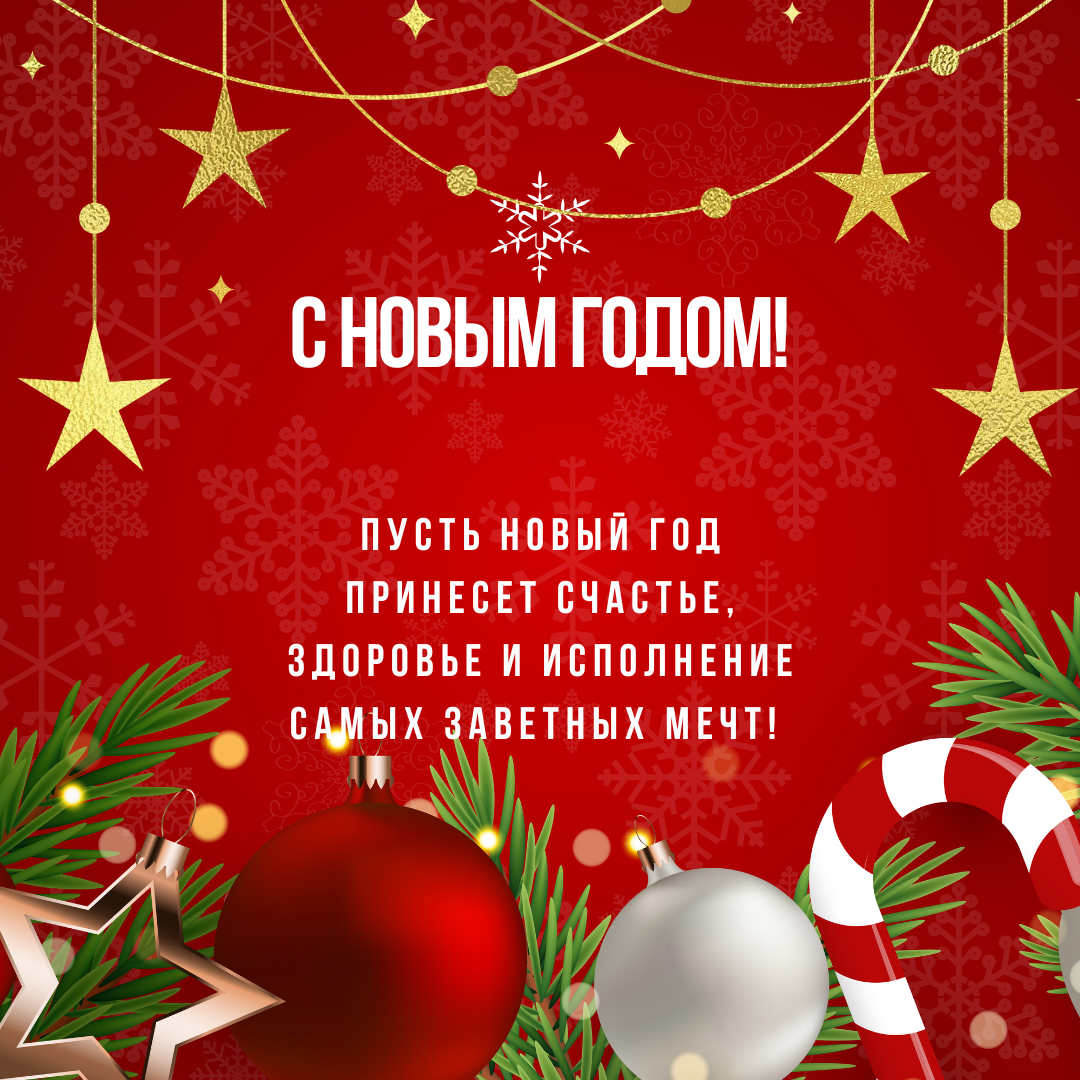 С НОВЫМ ГОДОМ!
ПУСТЬ НОВЫЙ ГОД
ПРИНЕСЕТ СЧАСТЬЕ,
ЗДОРОВЬЕ И ИСПОЛНЕНИЕ
САМЫХ ЗАВЕТНЫХ МЕЧТ!